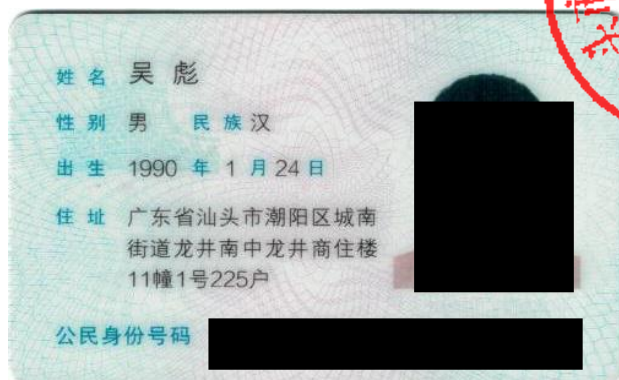 姓名 吴彪
性别 男 民族 汉
出生 1990 年 1 月 24 日
住址 广东省汕头市潮阳区城南
街道龙井南中龙井商住楼
11幢1号225户
公民身份号码